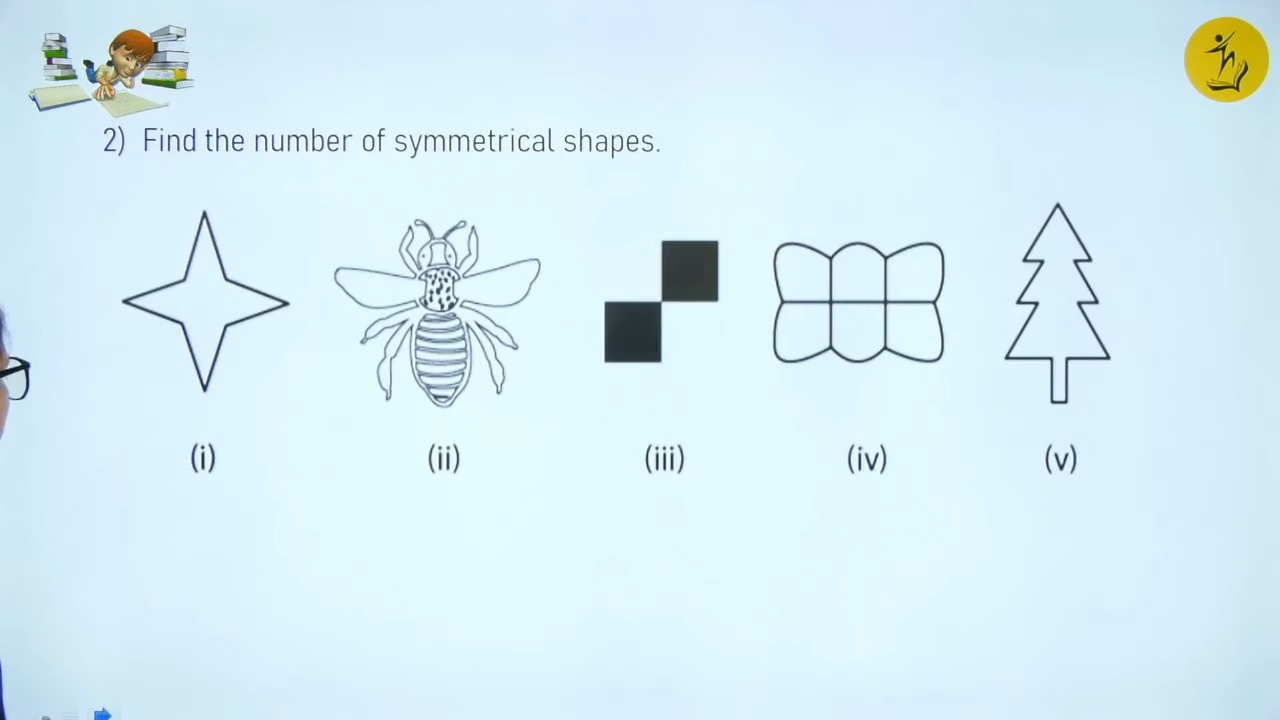 2) Find the number of symmetrical shapes.
(i) (ii) (iii) (iv) (v)